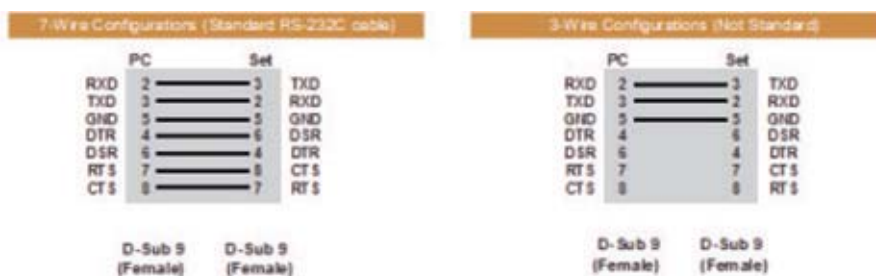 7-Wire Configurations (Standard RS-232C cable)
PC Set
RXD 2 3 TXD
TXD 3 2 RXD
GND 5 5 GND
DTR 4 6 DSR
DSR 6 4 DTR
RTS 7 8 CTS
CTS 8 7 RTS
D-Sub 9 D-Sub 9
(Female) (Female)
3-Wire Configurations (Not Standard)
PC Set
RXD 2 3 TXD
TXD 3 2 RXD
GND 5 5 GND
DTR 4 6 DSR
DSR 6 4 DTR
RTS 7 7 CTS
CTS 8 8 RTS
D-Sub 9 D-Sub 9
(Female) (Female)